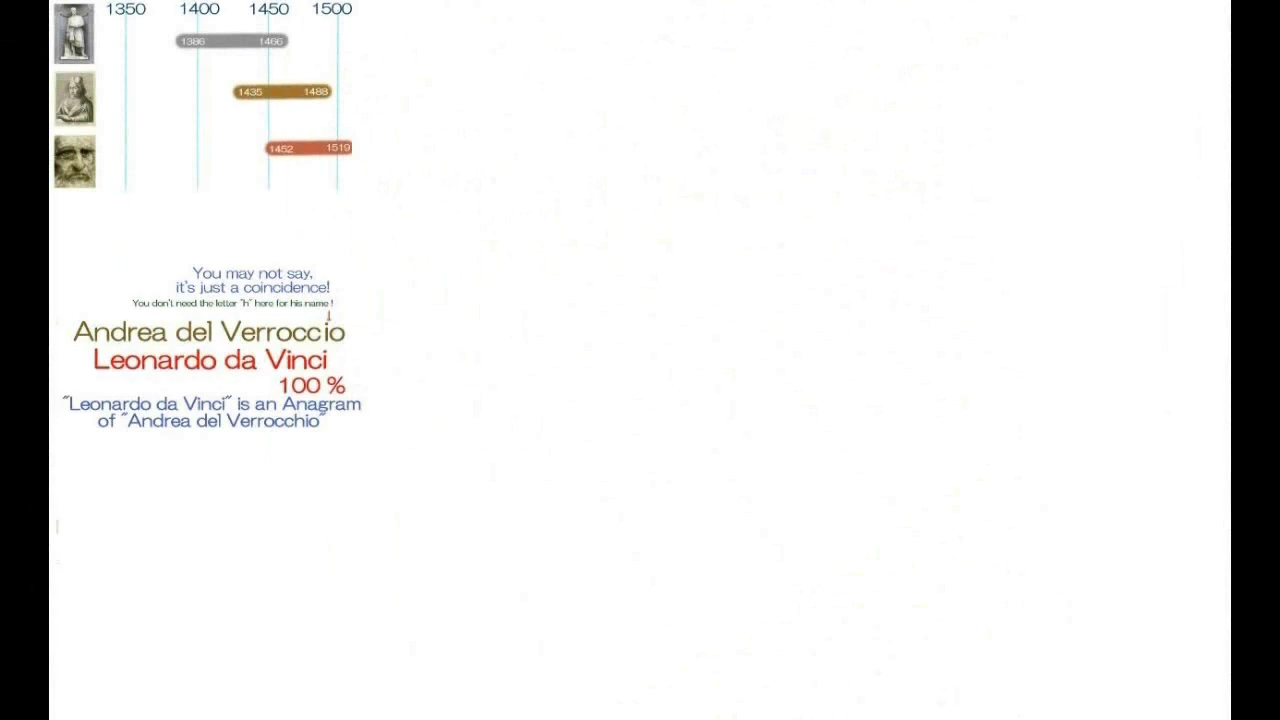 1350 1400 1450 1500
1386 1466
1435 1488
1452 1519
You may not say,
it's just a coincidence!
You don't need the letter "h" here for his name !
Andrea del Verroccio
Leonardo da Vinci
100 %
"Leonardo da Vinci" is an Anagram
of "Andrea del Verrocchio"